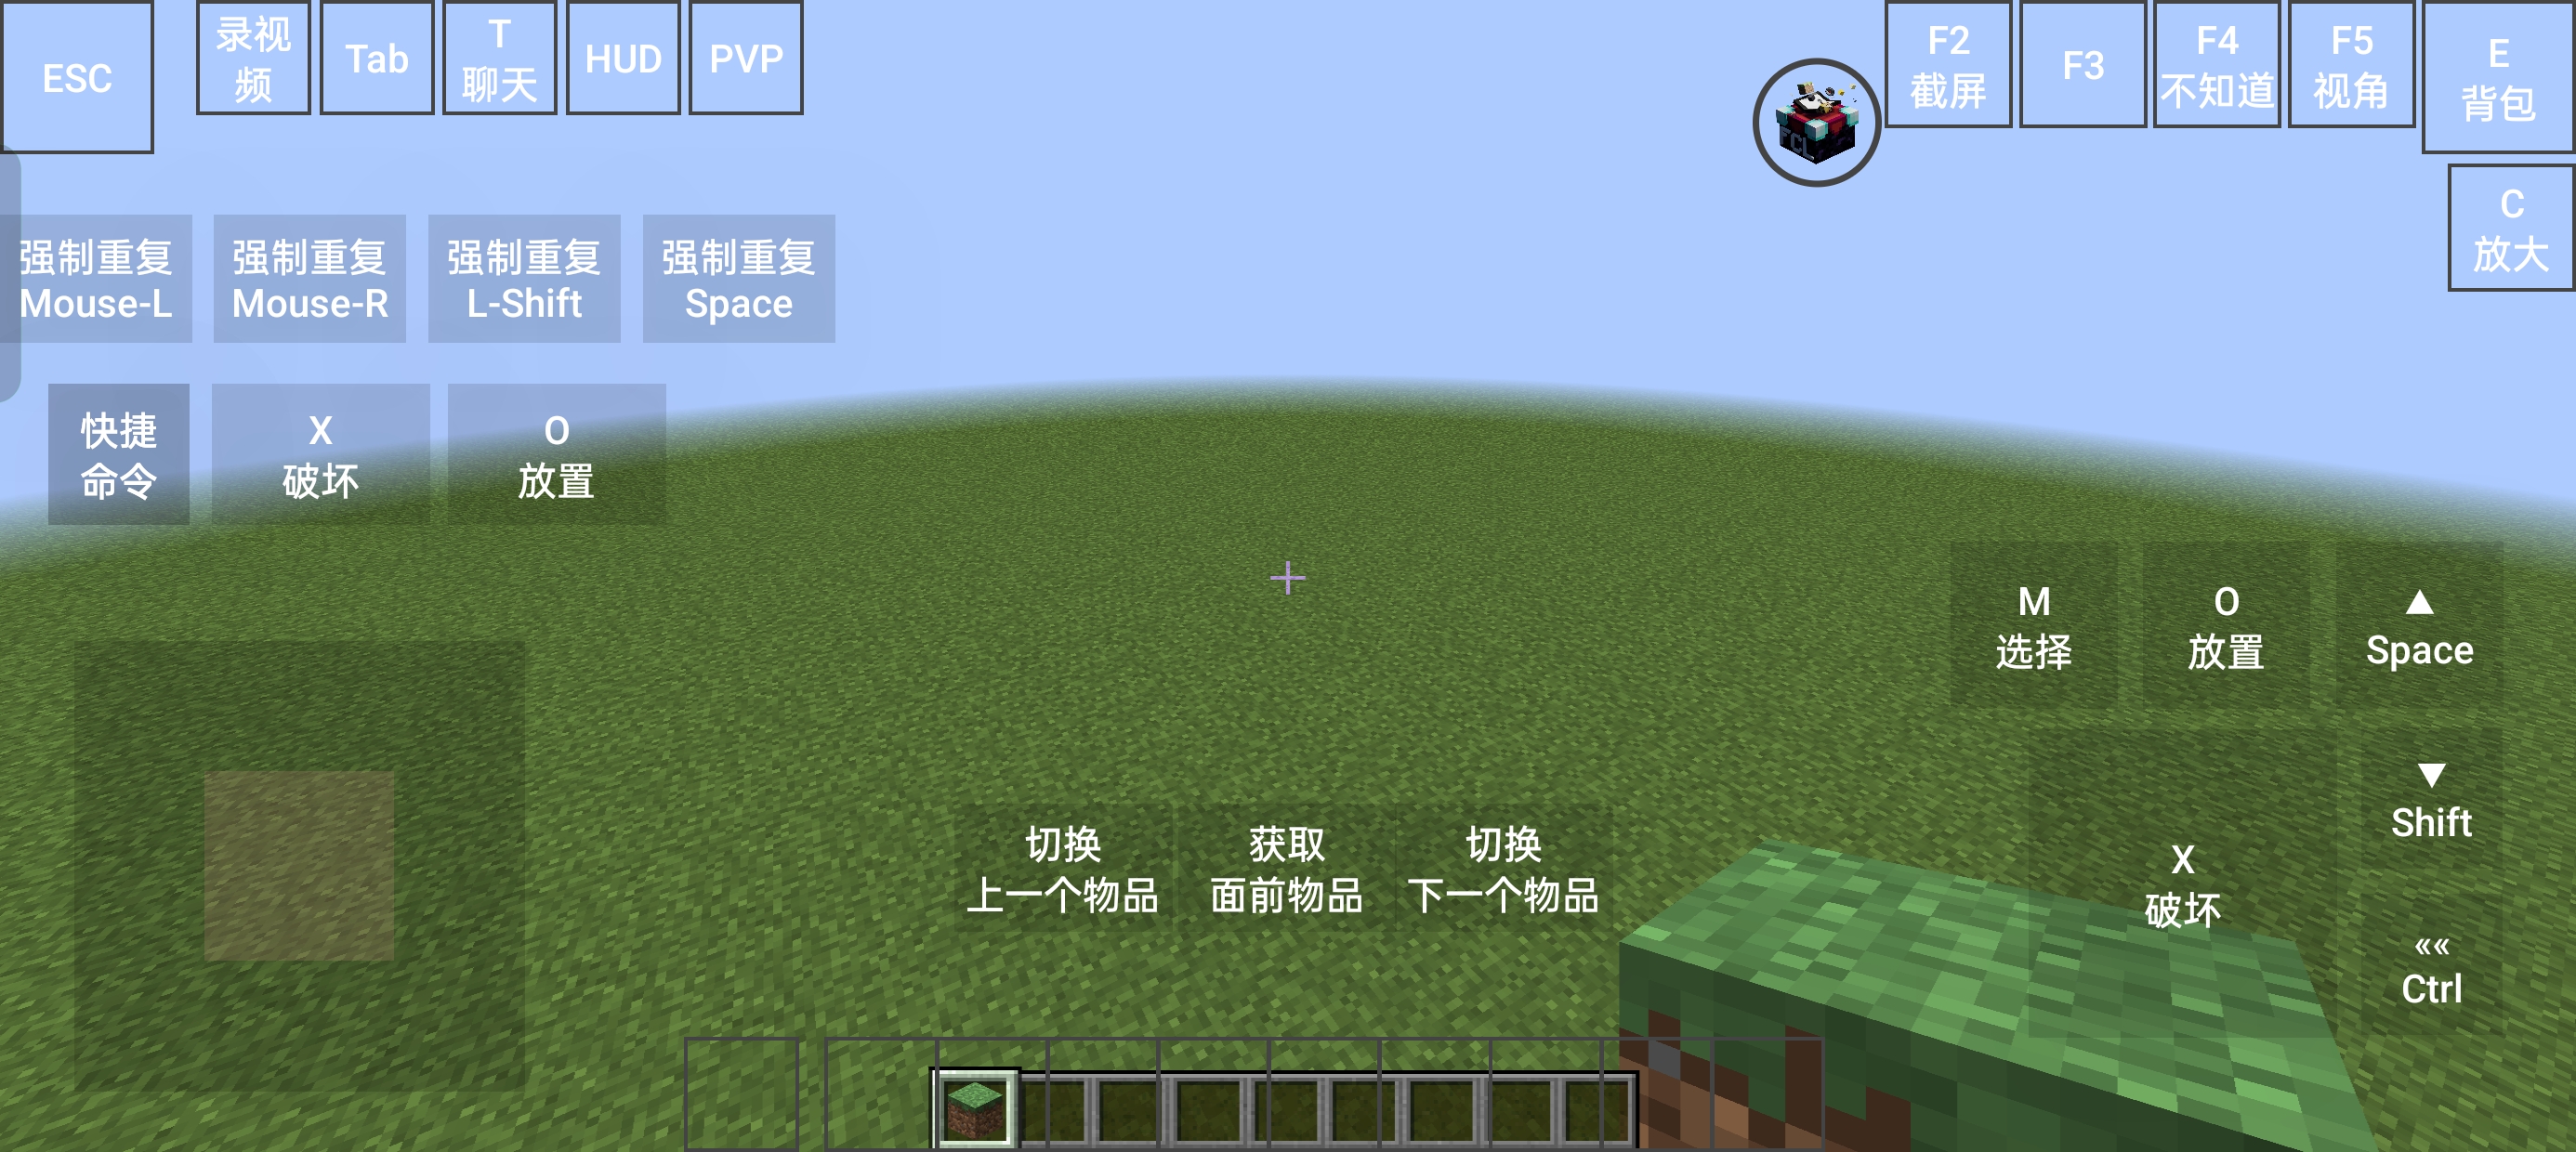 ESC
录视
频
Tab
T
聊天
HUD
PVP
FCL
F2
截屏
F3
F4
不知道
F5
视角
E
背包
C
放大
强制重复
Mouse-L
强制重复
Mouse-R
强制重复
L-Shift
强制重复
Space
快捷
命令
X
破坏
O
放置
M
选择
O
放置
▲
Space
▼
Shift
切换
上一个物品
获取
面前物品
切换
下一个物品
X
破坏
««
Ctrl